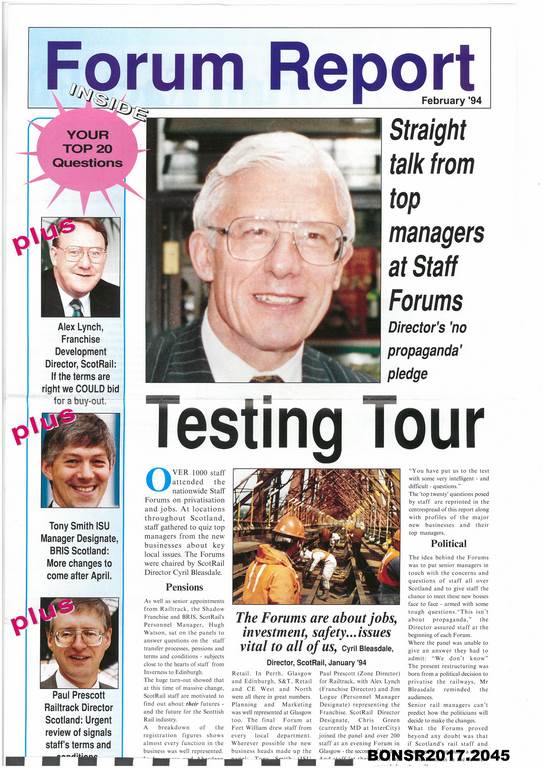 Forum Report
February '94
INSIDE
YOUR
TOP 20
Questions
plus
Alex Lynch,
Franchise
Development
Director, ScotRail:
If the terms are
right we COULD bid
for a buy-out.
plus
Tony Smith ISU
Manager Designate,
BRIS Scotland:
More changes to
come after April.
plus
Paul Prescott
Railtrack Director
Scotland: Urgent
review of signals
staff's terms and
conditions
Straight
talk from
top
managers
at Staff
Forums
Director's 'no
propaganda'
pledge
Testing Tour
OVER 1000 staff
attended the
nationwide Staff
Forums on privatisation
and jobs. At locations
throughout Scotland,
staff gathered to quiz top
managers from the new
businesses about key
local issues. The Forums
were chaired by ScotRail
Director Cyril Bleasdale.
Pensions
As well as senior appointments
from Railtrack, the Shadow
Franchise and BRIS, ScotRail's
Personnel Manager, Hugh
Watson, sat on the panel to
answer questions on the staff
transfer processes, pensions and
terms and conditions - subjects
close to the hearts of staff from
Inverness to Edinburgh.
The huge turn-out showed that
at this time of massive change,
ScotRail staff are motivated to
find out about their futures -
and the future for the Scottish
Rail industry.
A breakdown of the
registration figures shows
almost every function in the
business was well represented.
The Forums are about jobs,
investment, safety...issues
vital to all of us, Cyril Bleasdale,
Director, ScotRail, January '94
Retail. In Perth, Glasgow
and Edinburgh, S&T, Retail
and CE West and North
were all there in great numbers.
Planning and Marketing
was well represented at Glasgow
too. The final Forum at
Fort William drew staff from
every local department.
Wherever possible the new
business heads made up the
Paul Prescott (Zone Director)
for Railtrack, with Alex Lynch
(Franchise Director) and Jim
Logue (Personnel Manager
Designate) representing the
Franchise. ScotRail Manager
Designate, Chris Green
(currently MD at InterCity)
joined the panel and over 200
staff at an evening Forum in
"You have put us to the test
with some very intelligent - and
difficult - questions."
The 'top twenty' questions posed
by staff are reprinted in the
centrespread of this report along
with profiles of the major
new businesses and their
top managers.
Political
The idea behind the Forums
was to put senior managers in
touch with the concerns and
questions of staff all over
Scotland and to give staff the
chance to meet these new bosses
face to face - armed with some
tough questions. "This isn't
about propaganda," the
Director assured staff at the
beginning of each Forum.
Where the panel was unable to
give an answer they had to
admit: "We don't know"
The present restructuring was
born from a political decision to
privatise the railways, Mr
Bleasdale reminded the
audiences.
Senior rail managers can't
predict how the politicians will
decide to make the changes.
What the Forums proved
beyond any doubt was that
if Scotland's rail staff and
BONSR2017.2045